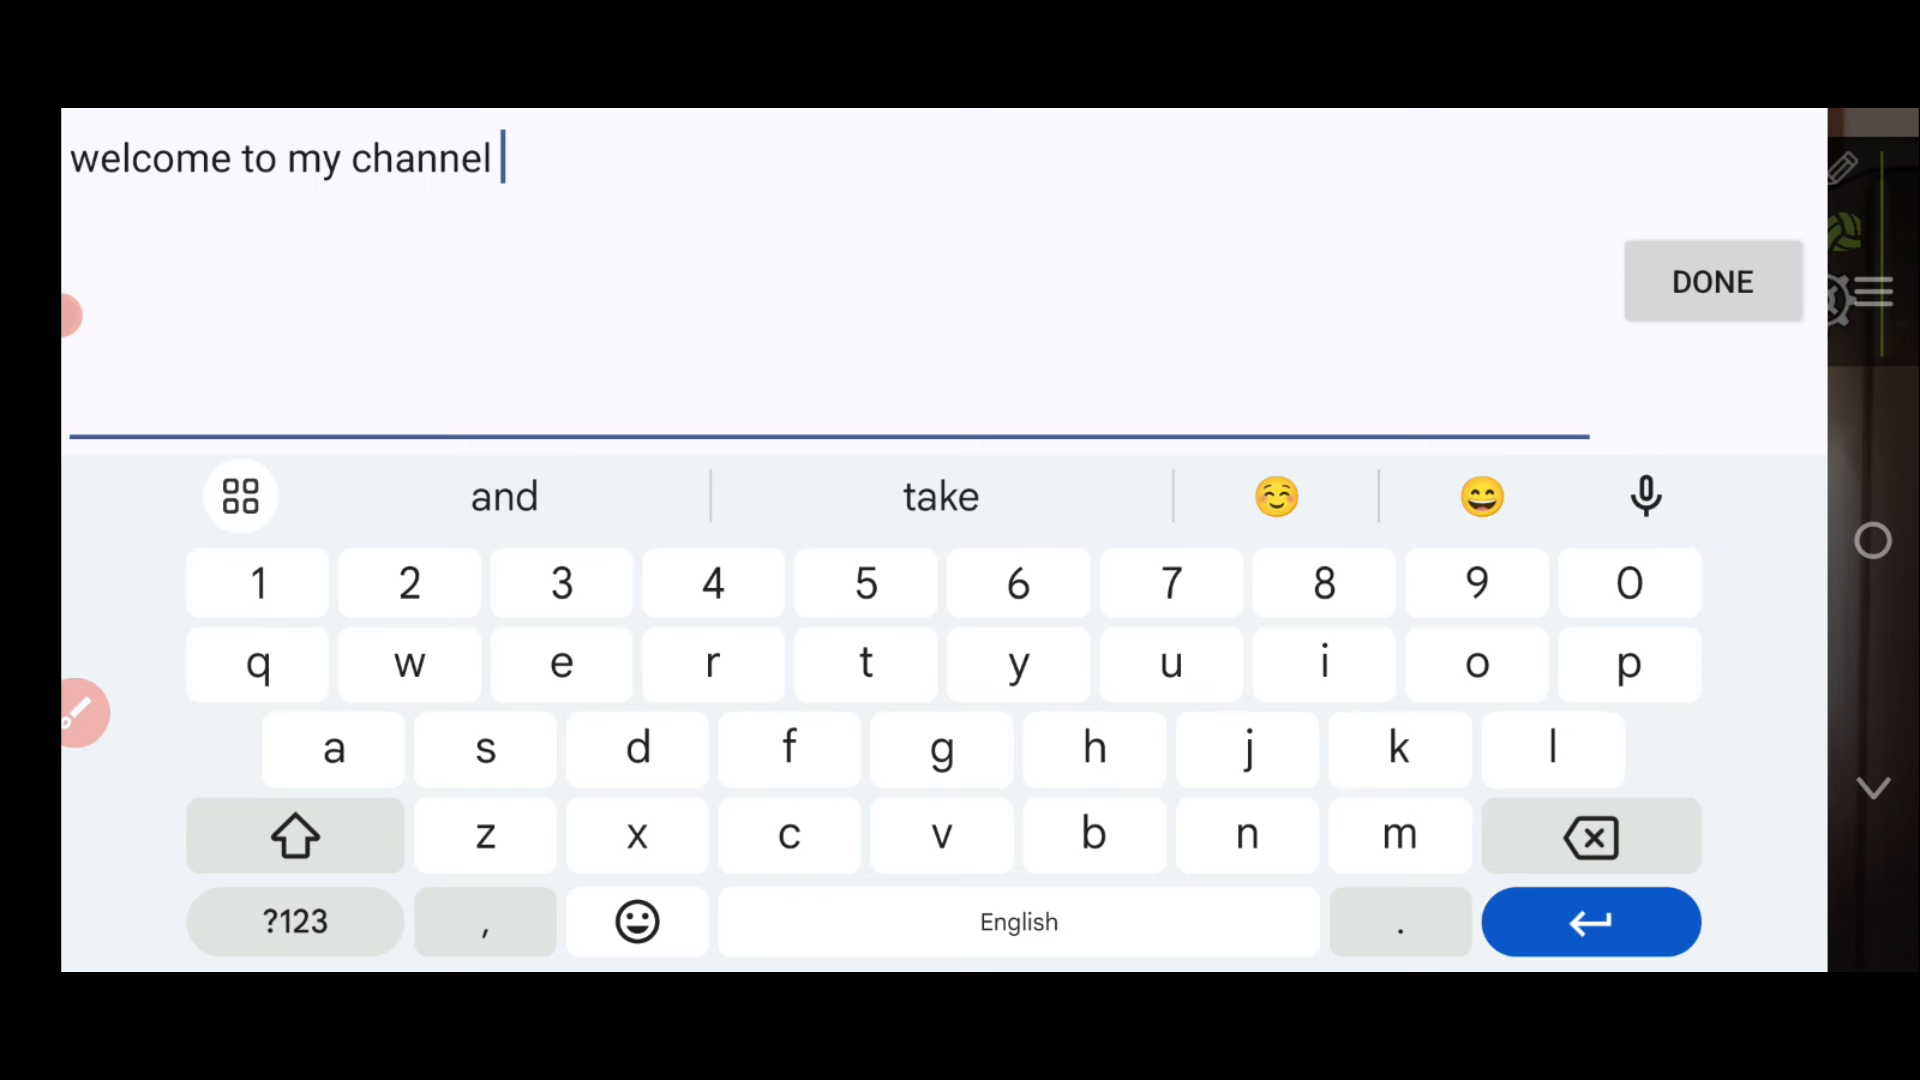 welcome to my channel
DONE
and take ☺️ 😄
1 2 3 4 5 6 7 8 9 0
q w e r t y u i o p
a s d f g h j k l
z x c v b n m
?123 , English .